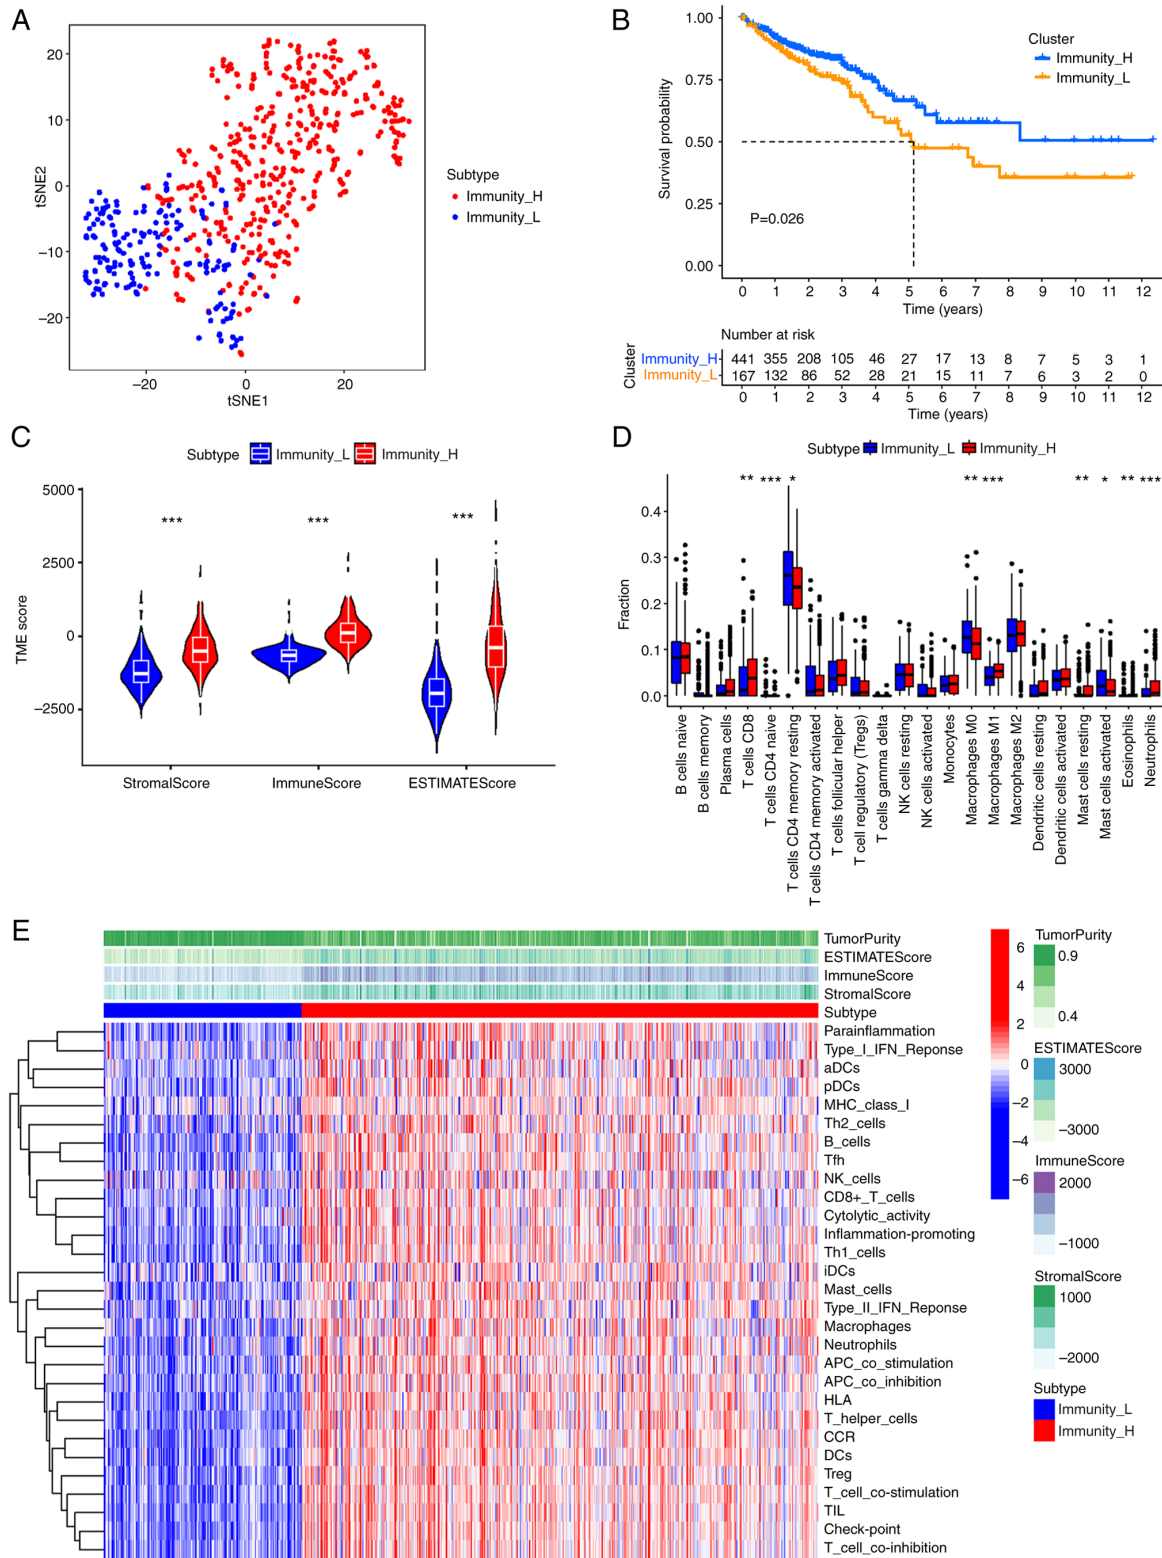 A
20
10
0
−10
−20
tSNE2
−20
0
20
tSNE1
Subtype
Immunity_H
Immunity_L
B
1.00
0.75
0.50
0.25
0.00
Survival probability
Cluster
Immunity_H
Immunity_L
P=0.026
0 1 2 3 4 5 6 7 8 9 10 11 12
Time (years)
Number at risk
Cluster
Immunity_H 441 355 208 105 46 27 17 13 8 7 5 3 1
Immunity_L 167 132 86 52 28 21 15 11 7 6 3 2 0
0 1 2 3 4 5 6 7 8 9 10 11 12
Time (years)
C
Subtype Immunity_L Immunity_H
5000
2500
0
−2500
TME score
*** *** ***
StromalScore ImmuneScore ESTIMATEScore
D
Subtype Immunity_L Immunity_H
** *** * ** *** ** * ** ***
0.4
0.3
0.2
0.1
0.0
Fraction
B cells naive
B cells memory
Plasma cells
T cells CD8
T cells CD4 naive
T cells CD4 memory resting
T cells CD4 memory activated
T cells follicular helper
T cell regulatory (Tregs)
T cells gamma delta
NK cells resting
NK cells activated
Monocytes
Macrophages M0
Macrophages M1
Macrophages M2
Dendritic cells resting
Dendritic cells activated
Mast cells resting
Mast cells activated
Eosinophils
Neutrophils
E
TumorPurity
ESTIMATEScore
ImmuneScore
StromalScore
Subtype
Parainflammation
Type_I_IFN_Reponse
aDCs
pDCs
MHC_class_I
Th2_cells
B_cells
Tfh
NK_cells
CD8+_T_cells
Cytolytic_activity
Inflammation-promoting
Th1_cells
iDCs
Mast_cells
Type_II_IFN_Reponse
Macrophages
Neutrophils
APC_co_stimulation
APC_co_inhibition
HLA
T_helper_cells
CCR
DCs
Treg
T_cell_co-stimulation
TIL
Check-point
T_cell_co-inhibition
6
4
2
0
−2
−4
−6
TumorPurity
0.9
0.4
ESTIMATEScore
3000
−3000
ImmuneScore
2000
−1000
StromalScore
1000
−2000
Subtype
Immunity_L
Immunity_H